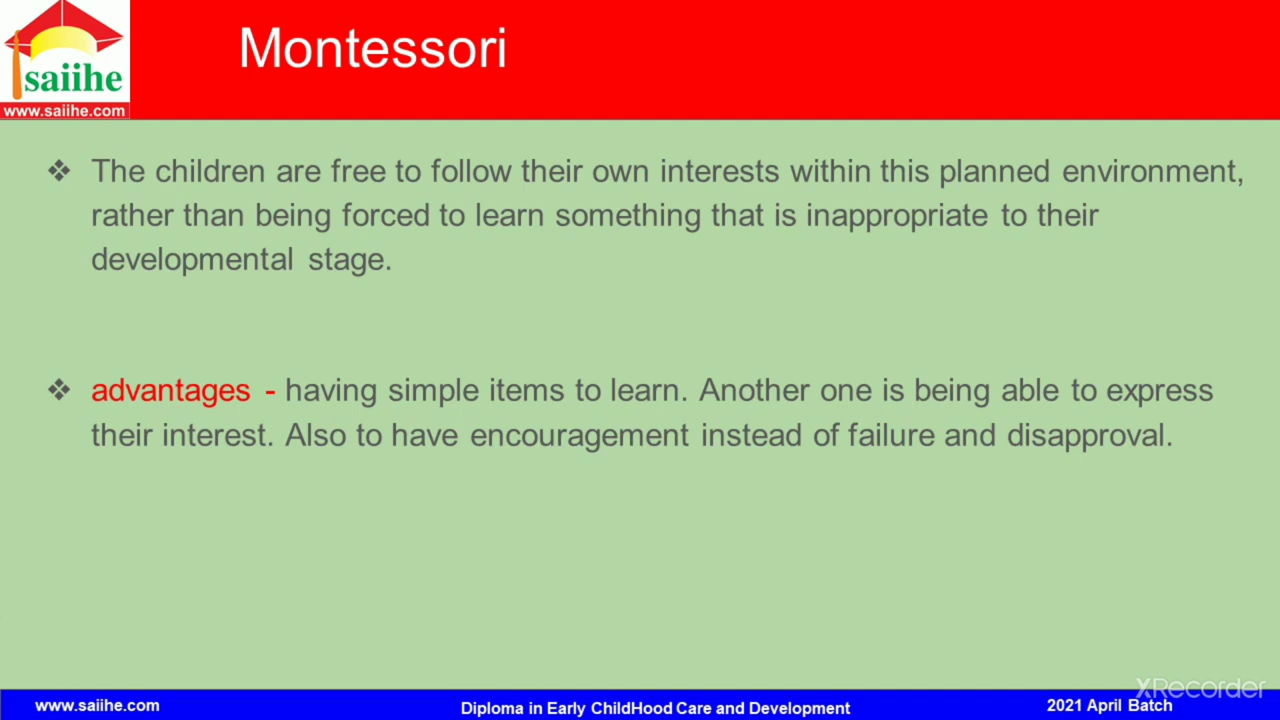 saiihe
www.saiihe.com
Montessori
❖ The children are free to follow their own interests within this planned environment,
rather than being forced to learn something that is inappropriate to their
developmental stage.
❖ advantages - having simple items to learn. Another one is being able to express
their interest. Also to have encouragement instead of failure and disapproval.
XRecorder
www.saiihe.com
Diploma in Early ChildHood Care and Development
2021 April Batch